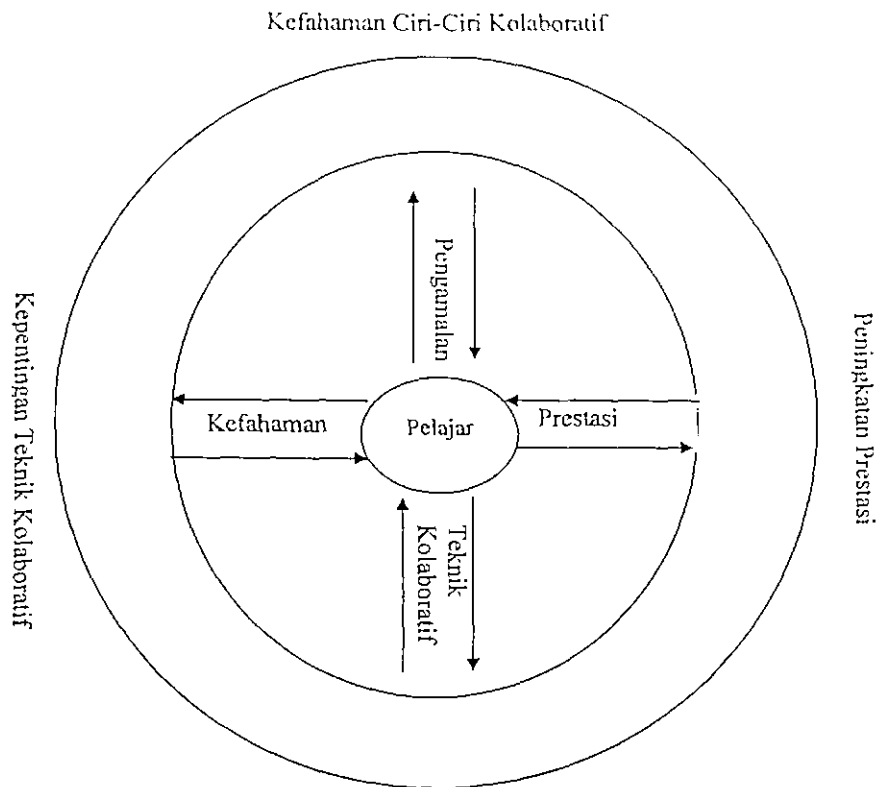 Kefahaman Ciri-Ciri Kolaboratif
Pengamalan
Kepentingan Teknik Kolaboratif
Peningkatan Prestasi
Kefahaman
Pelajar
Prestasi
Teknik
Kolaboratif